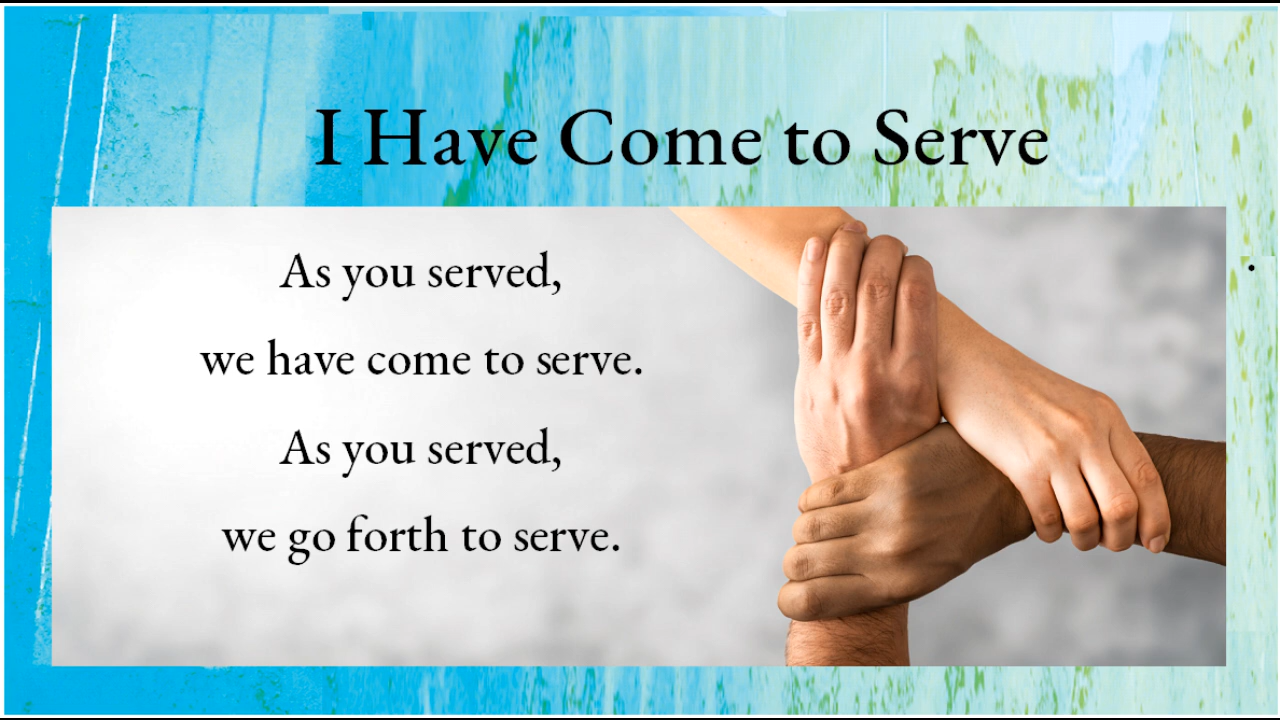 I Have Come to Serve
As you served,
we have come to serve.
As you served,
we go forth to serve.
.